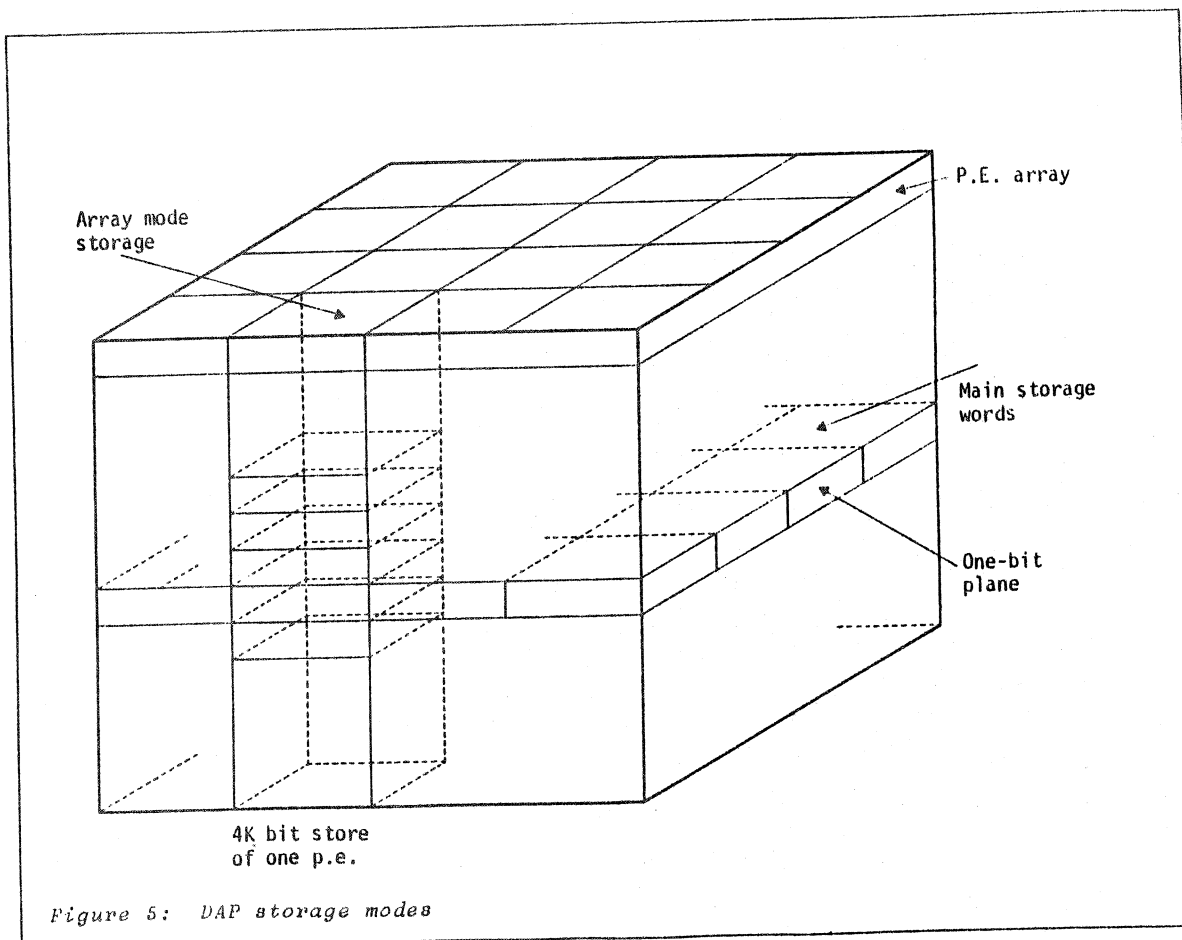 P.E. array
Array mode
storage
Main storage
words
One-bit
plane
4K bit store
of one p.e.
Figure 5: DAP storage modes